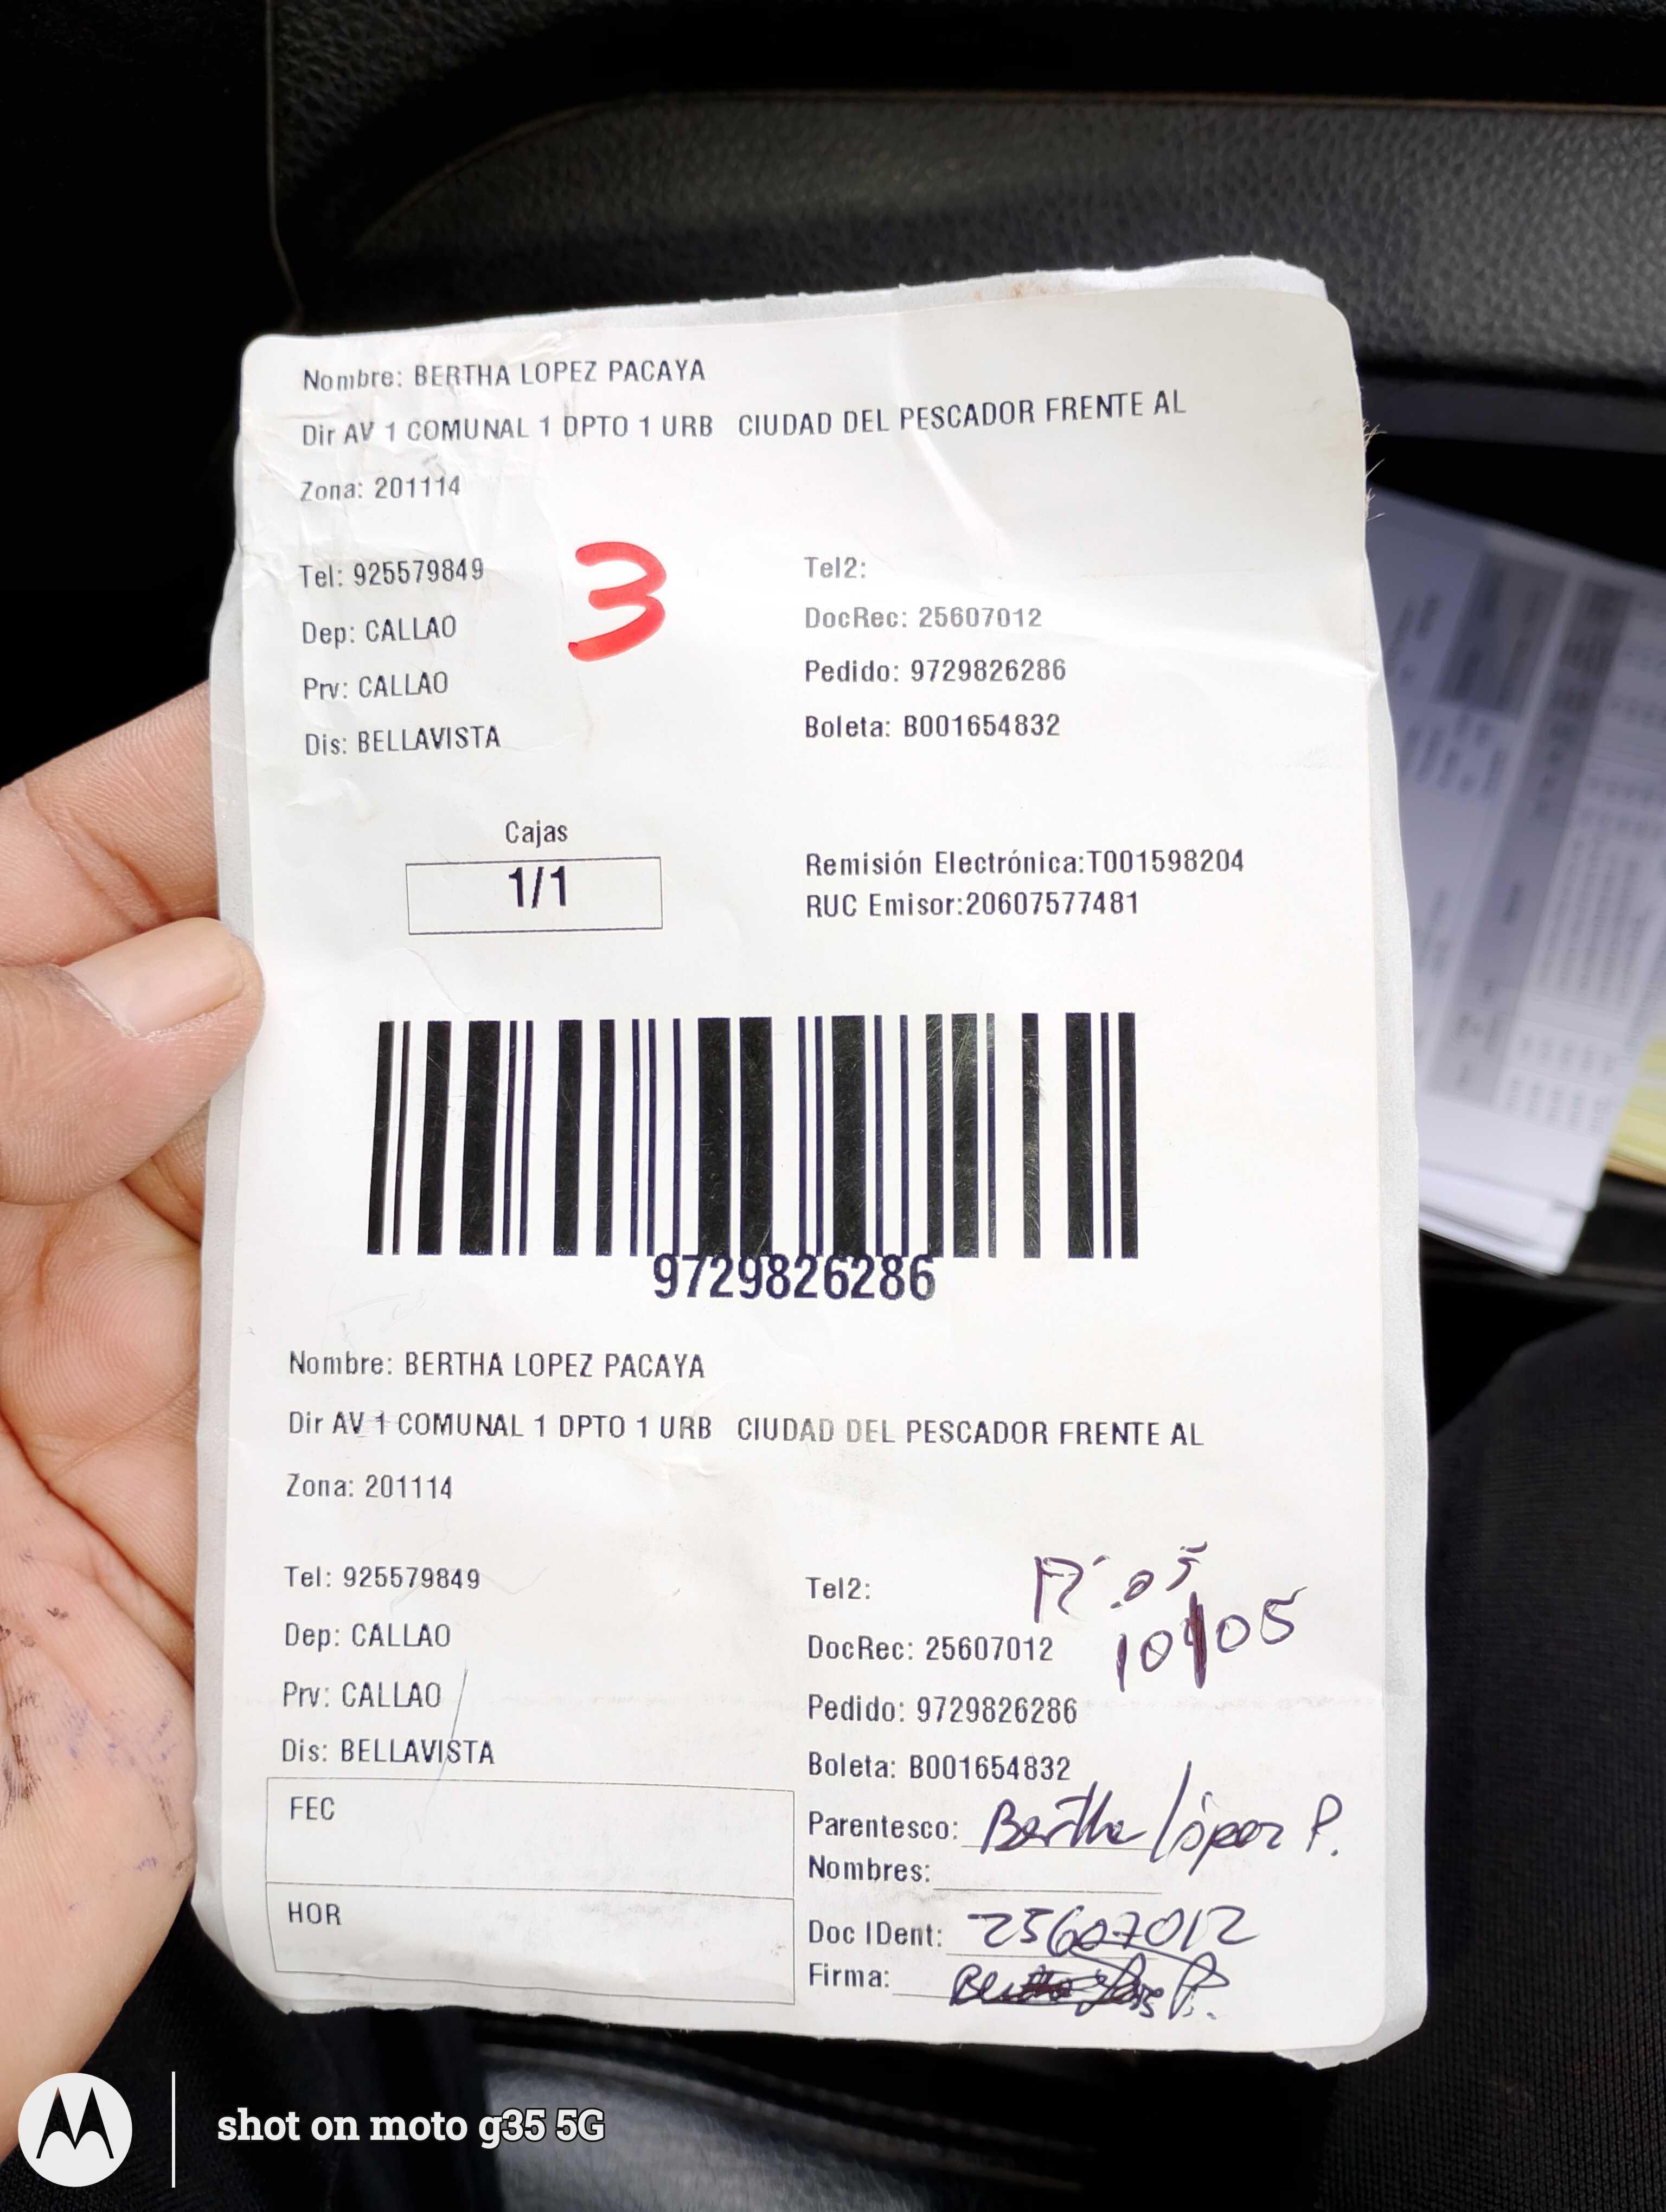 Nombre: BERTHA LOPEZ PACAYA
Dir AV 1 COMUNAL 1 DPTO 1 URB CIUDAD DEL PESCADOR FRENTE AL
Zona: 201114
3
Tel: 925579849
Tel2:
Dep: CALLAO
DocRec: 25607012
Prv: CALLAO
Pedido: 9729826286
Dis: BELLAVISTA
Boleta: B001654832
Cajas
1/1
Remisión Electrónica:T001598204
RUC Emisor:20607577481
9729826286
Nombre: BERTHA LOPEZ PACAYA
Dir AV 1 COMUNAL 1 DPTO 1 URB CIUDAD DEL PESCADOR FRENTE AL
Zona: 201114
Tel: 925579849
Tel2:
Dep: CALLAO
DocRec: 25607012
10/05
Prv: CALLAO
Pedido: 9729826286
Dis: BELLAVISTA
Boleta: B001654832
FEC
Parentesco: Bertha López P.
Nombres:
HOR
Doc IDent: 25607012
Firma:
shot on moto g35 5G